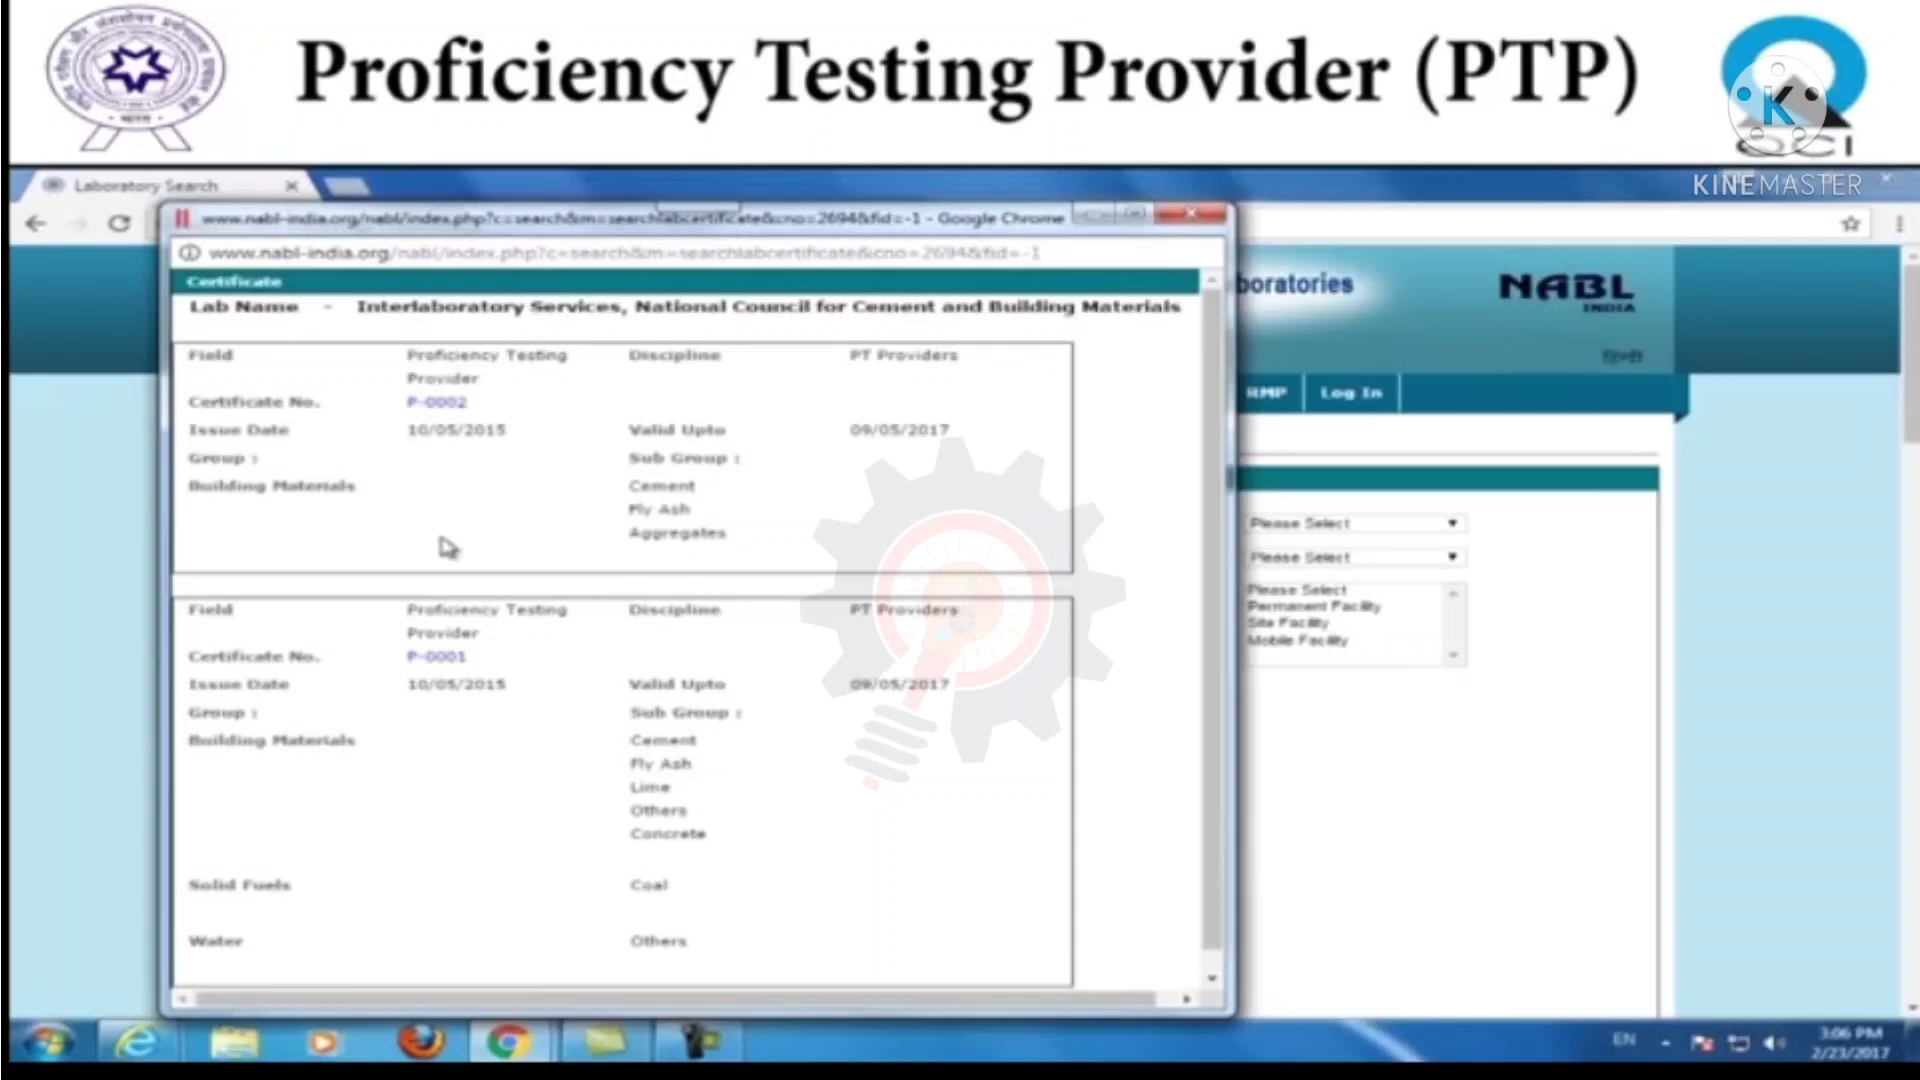 Proficiency Testing Provider (PTP)
QCI
KINEMASTER
Laboratory Search
www.nabl-india.org/nabl/index.php?c=search&m=searchlabcertificate&cno=2694&fid=-1 - Google Chrome
www.nabl-india.org/nabl/index.php?c=search&m=searchlabcertificate&cno=2694&fid=-1
Certificate
Lab Name - Interlaboratory Services, National Council for Cement and Building Materials
Field Proficiency Testing Provider Discipline PT Providers
Certificate No. P-0002
Issue Date 10/05/2015 Valid Upto 09/05/2017
Group : Sub Group :
Building Materials Cement
Fly Ash
Aggregates
Field Proficiency Testing Provider Discipline PT Providers
Certificate No. P-0001
Issue Date 10/05/2015 Valid Upto 09/05/2017
Group : Sub Group :
Building Materials Cement
Fly Ash
Lime
Others
Concrete
Solid Fuels Coal
Water Others
boratories
NABL
INDIA
हिन्दी
RMP Log In
Please Select
Please Select
Please Select
Permanent Facility
Site Facility
Mobile Facility
EN
3:06 PM
2/23/2017